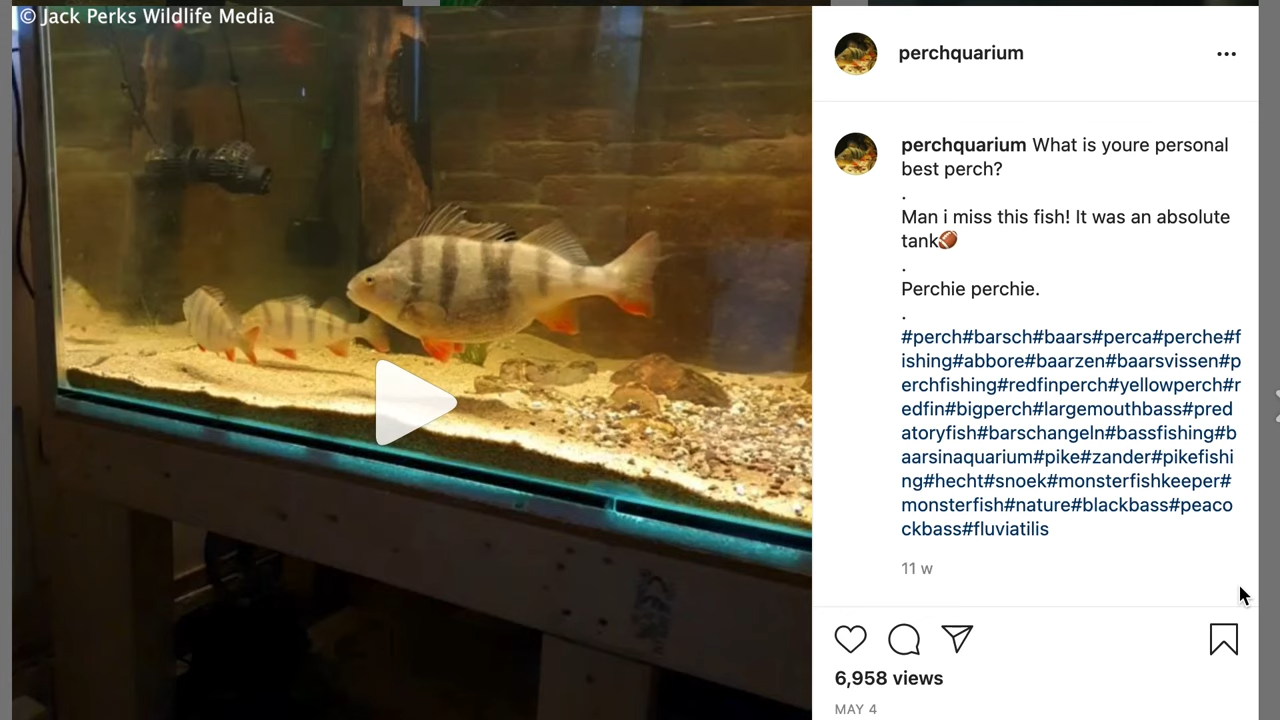 © Jack Perks Wildlife Media
perchquarium
perchquarium What is youre personal
best perch?
.
Man i miss this fish! It was an absolute
tank🏈
.
Perchie perchie.
.
#perch#barsch#baars#perca#perche#f
ishing#abbore#baarzen#baarsvissen#p
erchfishing#redfinperch#yellowperch#r
edfin#bigperch#largemouthbass#pred
atoryfish#barschangeln#bassfishing#b
aarsinaquarium#pike#zander#pikefishi
ng#hecht#snoek#monsterfishkeeper#
monsterfish#nature#blackbass#peaco
ckbass#fluviatilis
11 w
6,958 views
MAY 4